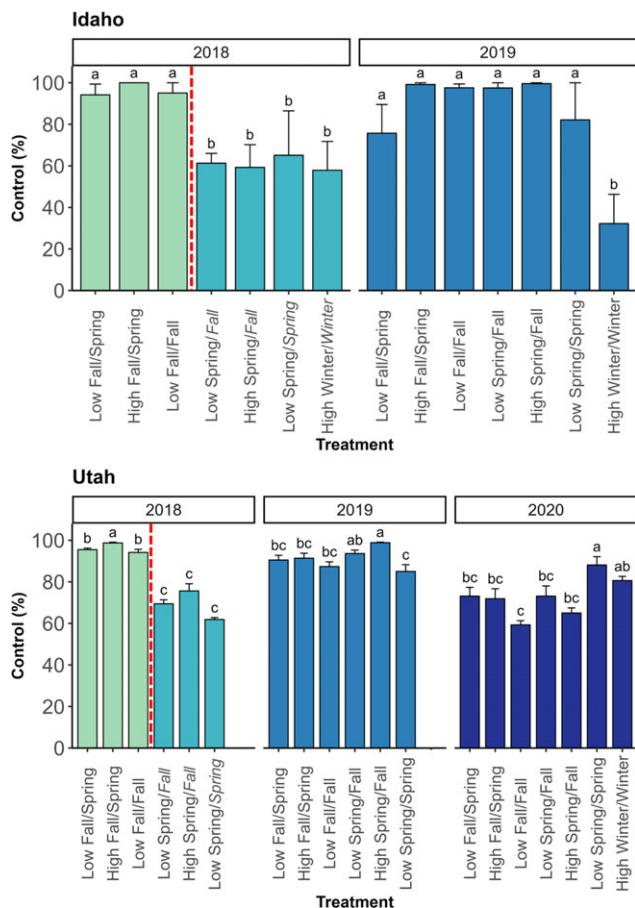 Idaho
2018
2019
Control (%)
100
80
60
40
20
0
a
a
a
b
b
b
b
a
a
a
a
a
a
b
Low Fall/Spring
High Fall/Spring
Low Fall/Fall
Low Spring/Fall
High Spring/Fall
Low Spring/Spring
High Winter/Winter
Low Fall/Spring
High Fall/Spring
Low Fall/Fall
Low Spring/Fall
High Spring/Fall
Low Spring/Spring
High Winter/Winter
Treatment
Utah
2018
2019
2020
Control (%)
100
80
60
40
20
0
b
a
b
c
c
c
bc
bc
bc
ab
a
c
bc
bc
c
bc
bc
a
ab
Low Fall/Spring
High Fall/Spring
Low Fall/Fall
Low Spring/Fall
High Spring/Fall
Low Spring/Spring
Low Fall/Spring
High Fall/Spring
Low Fall/Fall
Low Spring/Fall
High Spring/Fall
Low Spring/Spring
Low Fall/Spring
High Fall/Spring
Low Fall/Fall
Low Spring/Fall
High Spring/Fall
Low Spring/Spring
High Winter/Winter
Treatment